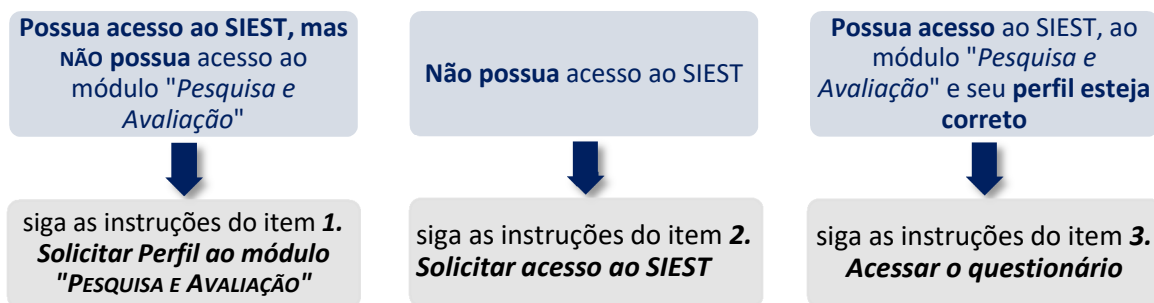 Possua acesso ao SIEST, mas
NÃO possua acesso ao
módulo "Pesquisa e
Avaliação"
siga as instruções do item 1.
Solicitar Perfil ao módulo
"PESQUISA E AVALIAÇÃO"
Não possua acesso ao SIEST
siga as instruções do item 2.
Solicitar acesso ao SIEST
Possua acesso ao SIEST, ao
módulo "Pesquisa e
Avaliação" e seu perfil esteja
correto
siga as instruções do item 3.
Acessar o questionário